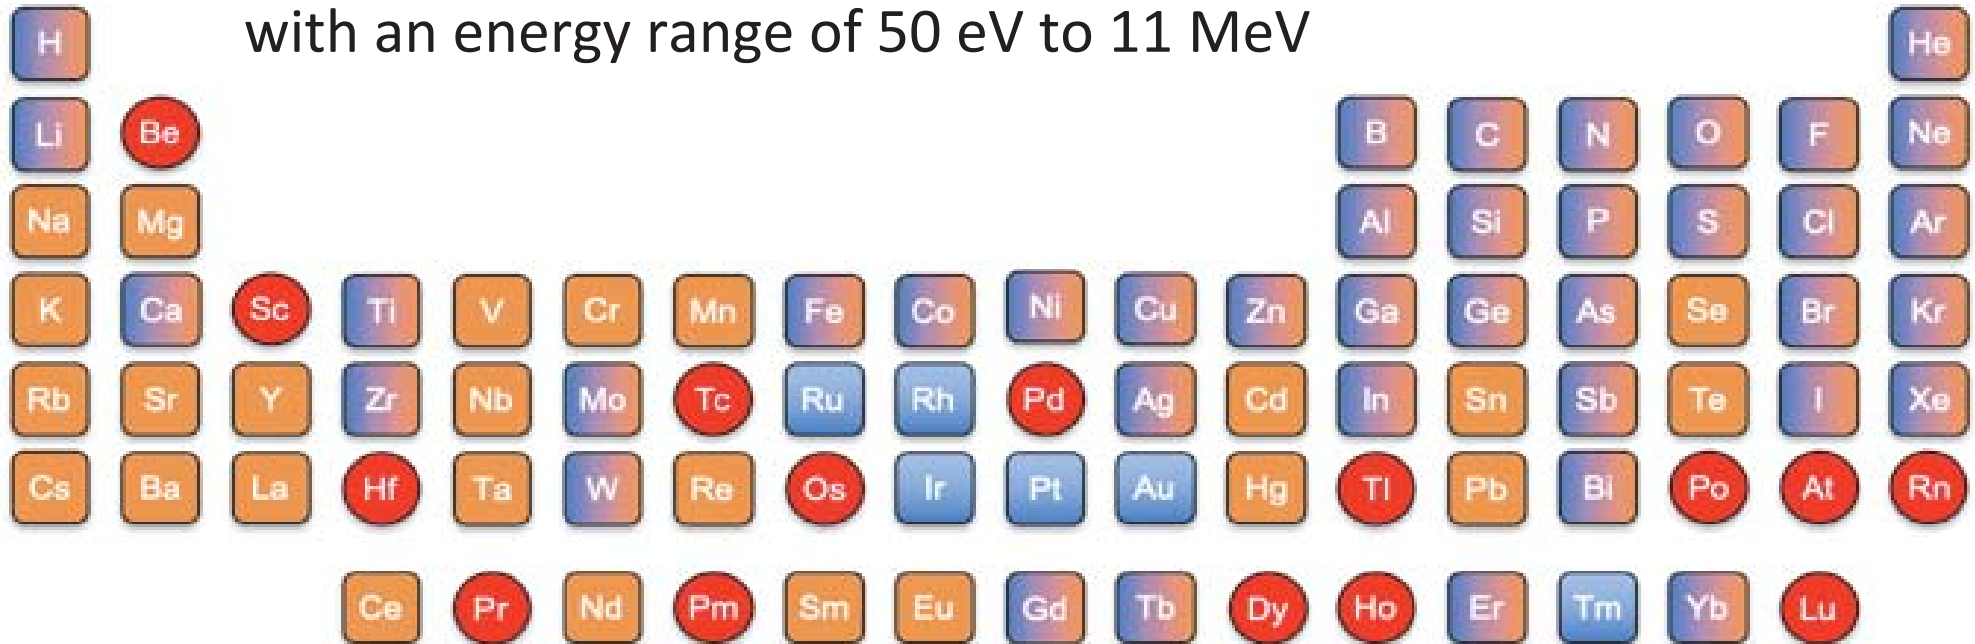 with an energy range of 50 eV to 11 MeV
H He
Li Be B C N O F Ne
Na Mg Al Si P S Cl Ar
K Ca Sc Ti V Cr Mn Fe Co Ni Cu Zn Ga Ge As Se Br Kr
Rb Sr Y Zr Nb Mo Tc Ru Rh Pd Ag Cd In Sn Sb Te I Xe
Cs Ba La Hf Ta W Re Os Ir Pt Au Hg Tl Pb Bi Po At Rn
Ce Pr Nd Pm Sm Eu Gd Tb Dy Ho Er Tm Yb Lu